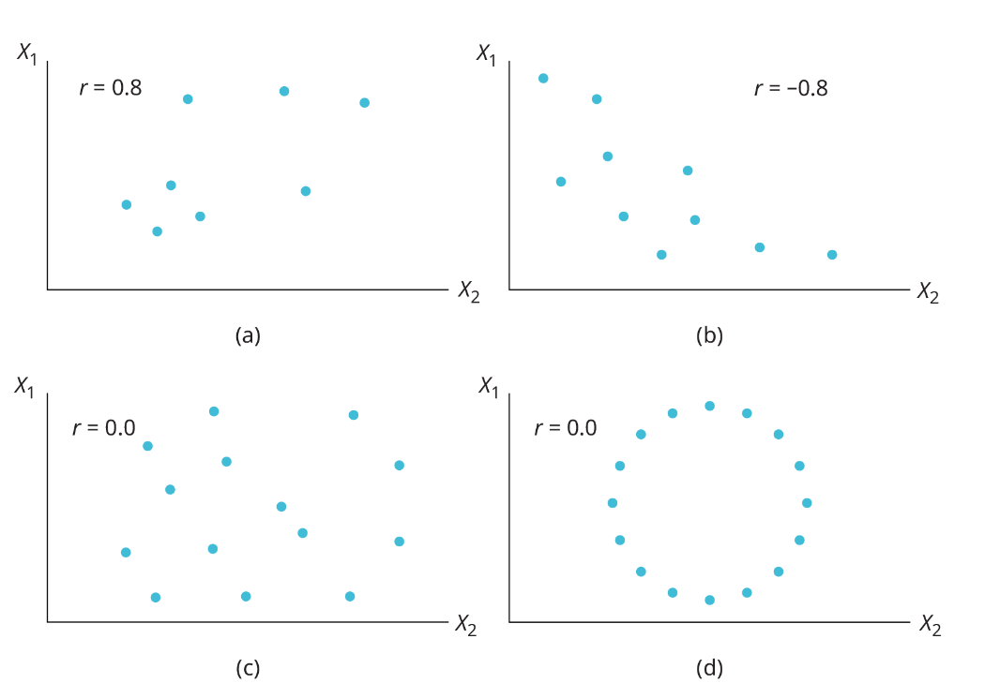 X1
r = 0.8
X2
(a)
X1
r = –0.8
X2
(b)
X1
r = 0.0
X2
(c)
X1
r = 0.0
X2
(d)